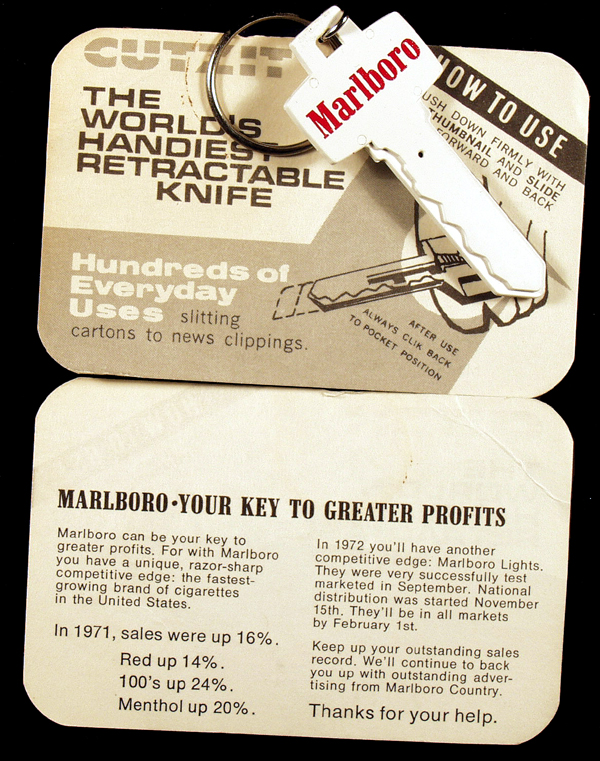 CUTZIT
THE
WORLD'S
HANDIEST
RETRACTABLE
KNIFE
Marlboro
HOW TO USE
PUSH DOWN FIRMLY WITH
THUMBNAIL AND SLIDE
FORWARD AND BACK
Hundreds of
Everyday
Uses slitting
cartons to news clippings.
AFTER USE
ALWAYS CLIK BACK
TO POCKET POSITION
MARLBORO•YOUR KEY TO GREATER PROFITS
Marlboro can be your key to
greater profits. For with Marlboro
you have a unique, razor-sharp
competitive edge: the fastest-
growing brand of cigarettes
in the United States.
In 1971, sales were up 16%.
Red up 14%.
100's up 24%.
Menthol up 20%.
In 1972 you'll have another
competitive edge: Marlboro Lights.
They were very successfully test
marketed in September. National
distribution was started November
15th. They'll be in all markets
by February 1st.
Keep up your outstanding sales
record. We'll continue to back
you up with outstanding adver-
tising from Marlboro Country.
Thanks for your help.